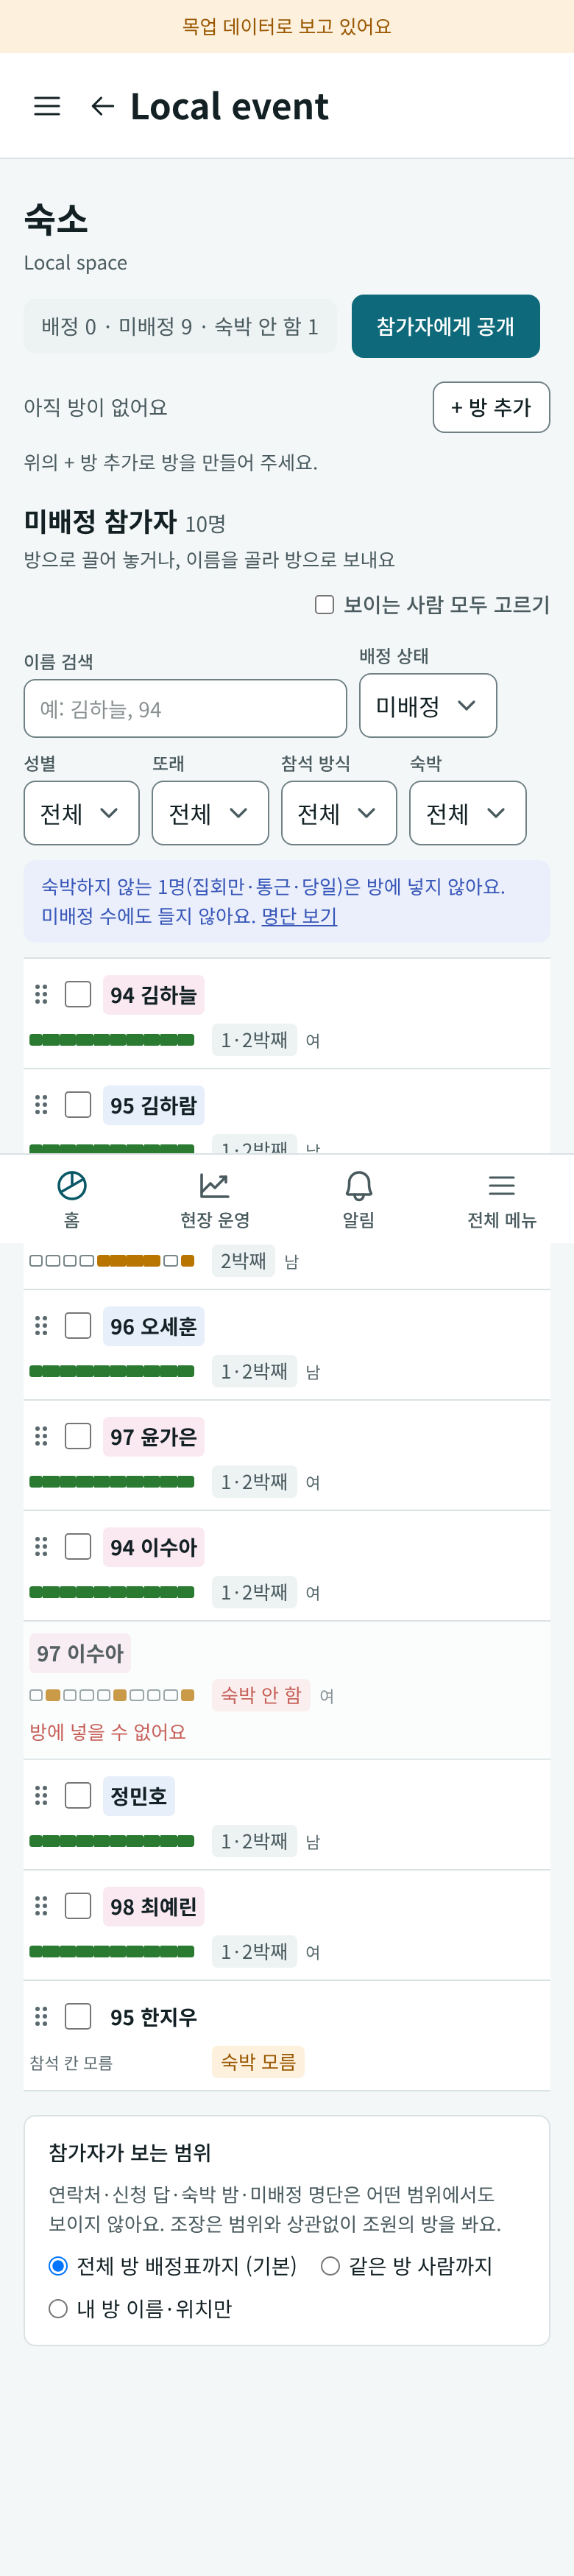 목업 데이터로 보고 있어요
Local event
숙소
Local space
배정 0 · 미배정 9 · 숙박 안 함 1
참가자에게 공개
아직 방이 없어요
+ 방 추가
위의 + 방 추가로 방을 만들어 주세요.
미배정 참가자 10명
방으로 끌어 놓거나, 이름을 골라 방으로 보내요
보이는 사람 모두 고르기
이름 검색
배정 상태
예: 김하늘, 94
미배정
성별
또래
참석 방식
숙박
전체
전체
전체
전체
숙박하지 않는 1명(집회만·통근·당일)은 방에 넣지 않아요.
미배정 수에도 들지 않아요. 명단 보기
94 김하늘
1·2박째 여
95 김하람
1·2박째 남
홈
현장 운영
알림
전체 메뉴
2박째 남
96 오세훈
1·2박째 남
97 윤가은
1·2박째 여
94 이수아
1·2박째 여
97 이수아
숙박 안 함 여
방에 넣을 수 없어요
정민호
1·2박째 남
98 최예린
1·2박째 여
95 한지우
참석 칸 모름
숙박 모름
참가자가 보는 범위
연락처·신청 답·숙박 밤·미배정 명단은 어떤 범위에서도
보이지 않아요. 조장은 범위와 상관없이 조원의 방을 봐요.
전체 방 배정표까지 (기본)
같은 방 사람까지
내 방 이름·위치만